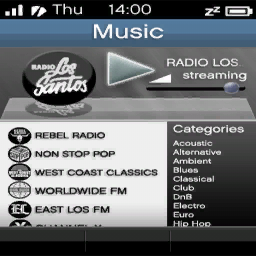 Thu 14:00 zz
Music
RADIO
Los
Santos
RADIO LOS
streaming
REBEL RADIO
NON STOP POP
WEST COAST CLASSICS
WORLDWIDE FM
EAST LOS FM
CHANNEL X
Categories
Acoustic
Alternative
Ambient
Blues
Classical
Club
DnB
Electro
Euro
Hip Hop